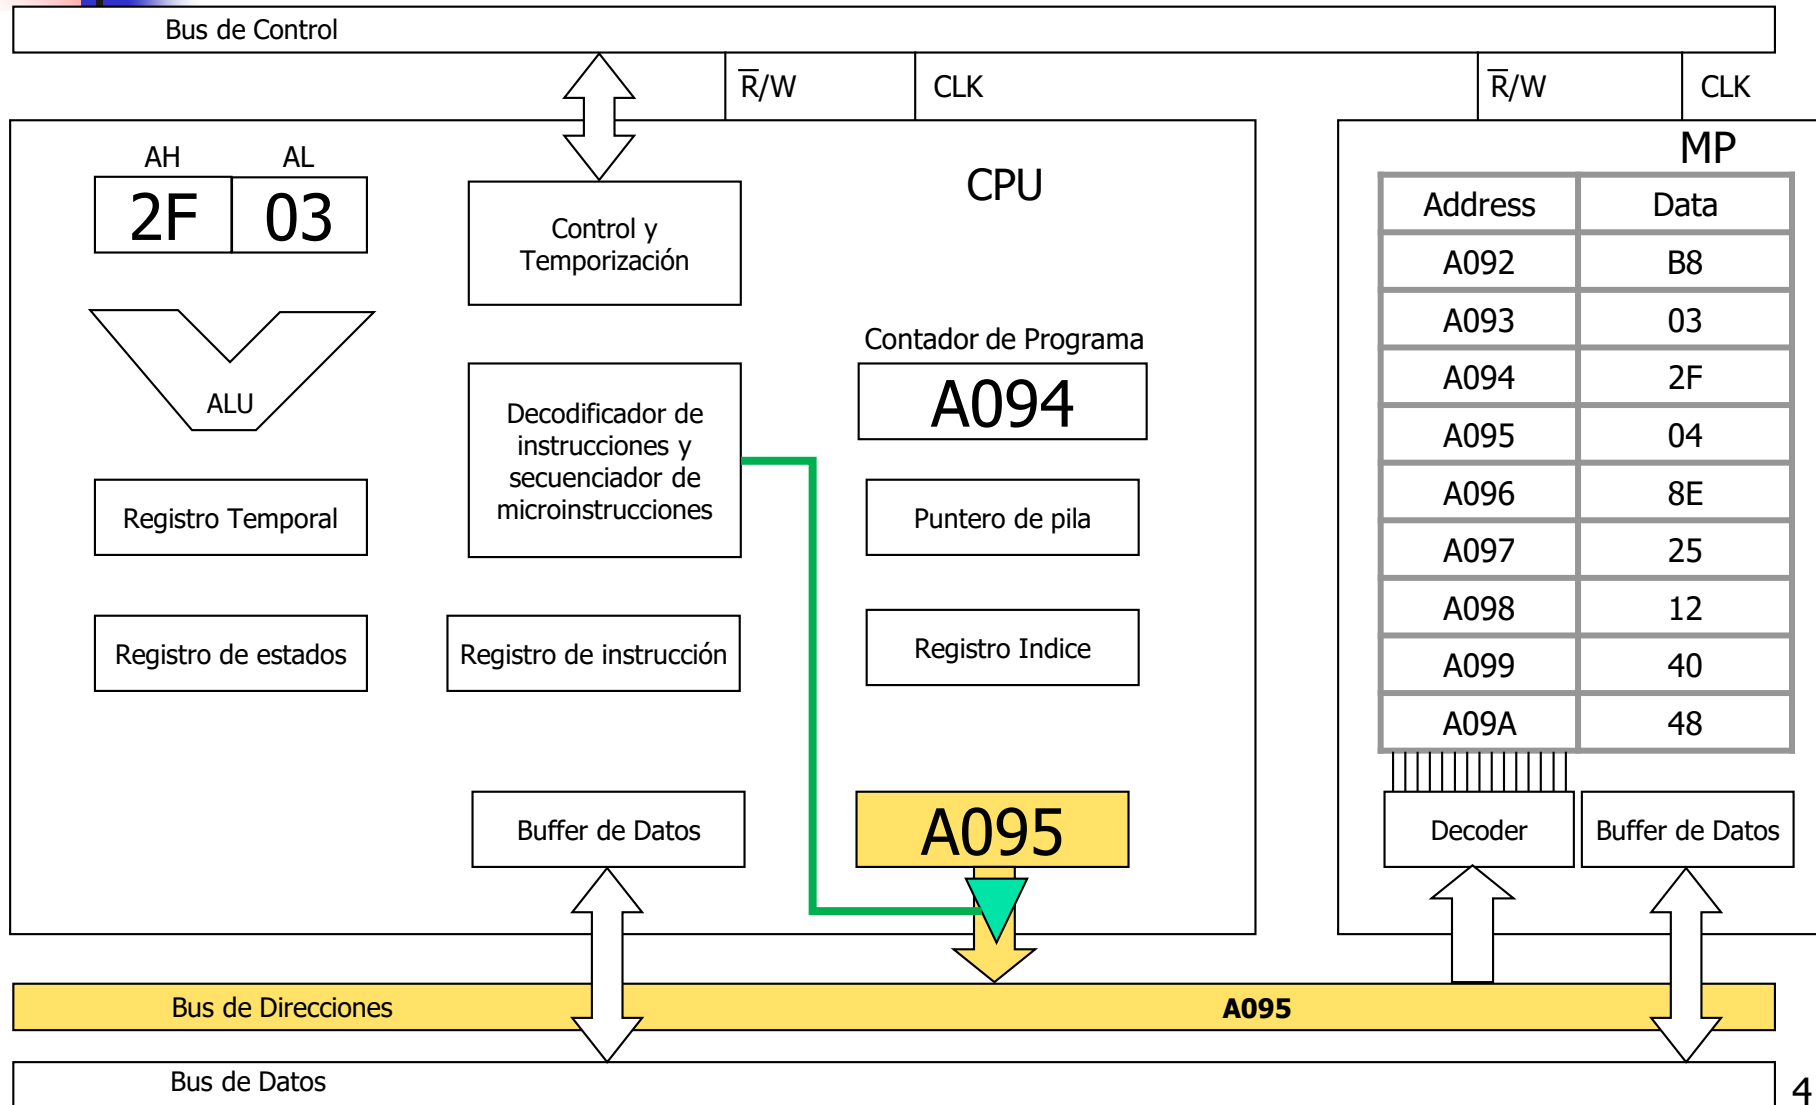 Bus de Control
R̅/W
CLK
R̅/W
CLK
AH
AL
2F
03
Control y
Temporización
CPU
MP
Address Data
A092 B8
A093 03
A094 2F
A095 04
A096 8E
A097 25
A098 12
A099 40
A09A 48
ALU
Decodificador de
instrucciones y
secuenciador de
microinstrucciones
Contador de Programa
A094
Registro Temporal
Puntero de pila
Registro de estados
Registro de instrucción
Registro Indice
Buffer de Datos
A095
Decoder
Buffer de Datos
Bus de Direcciones
A095
Bus de Datos
4